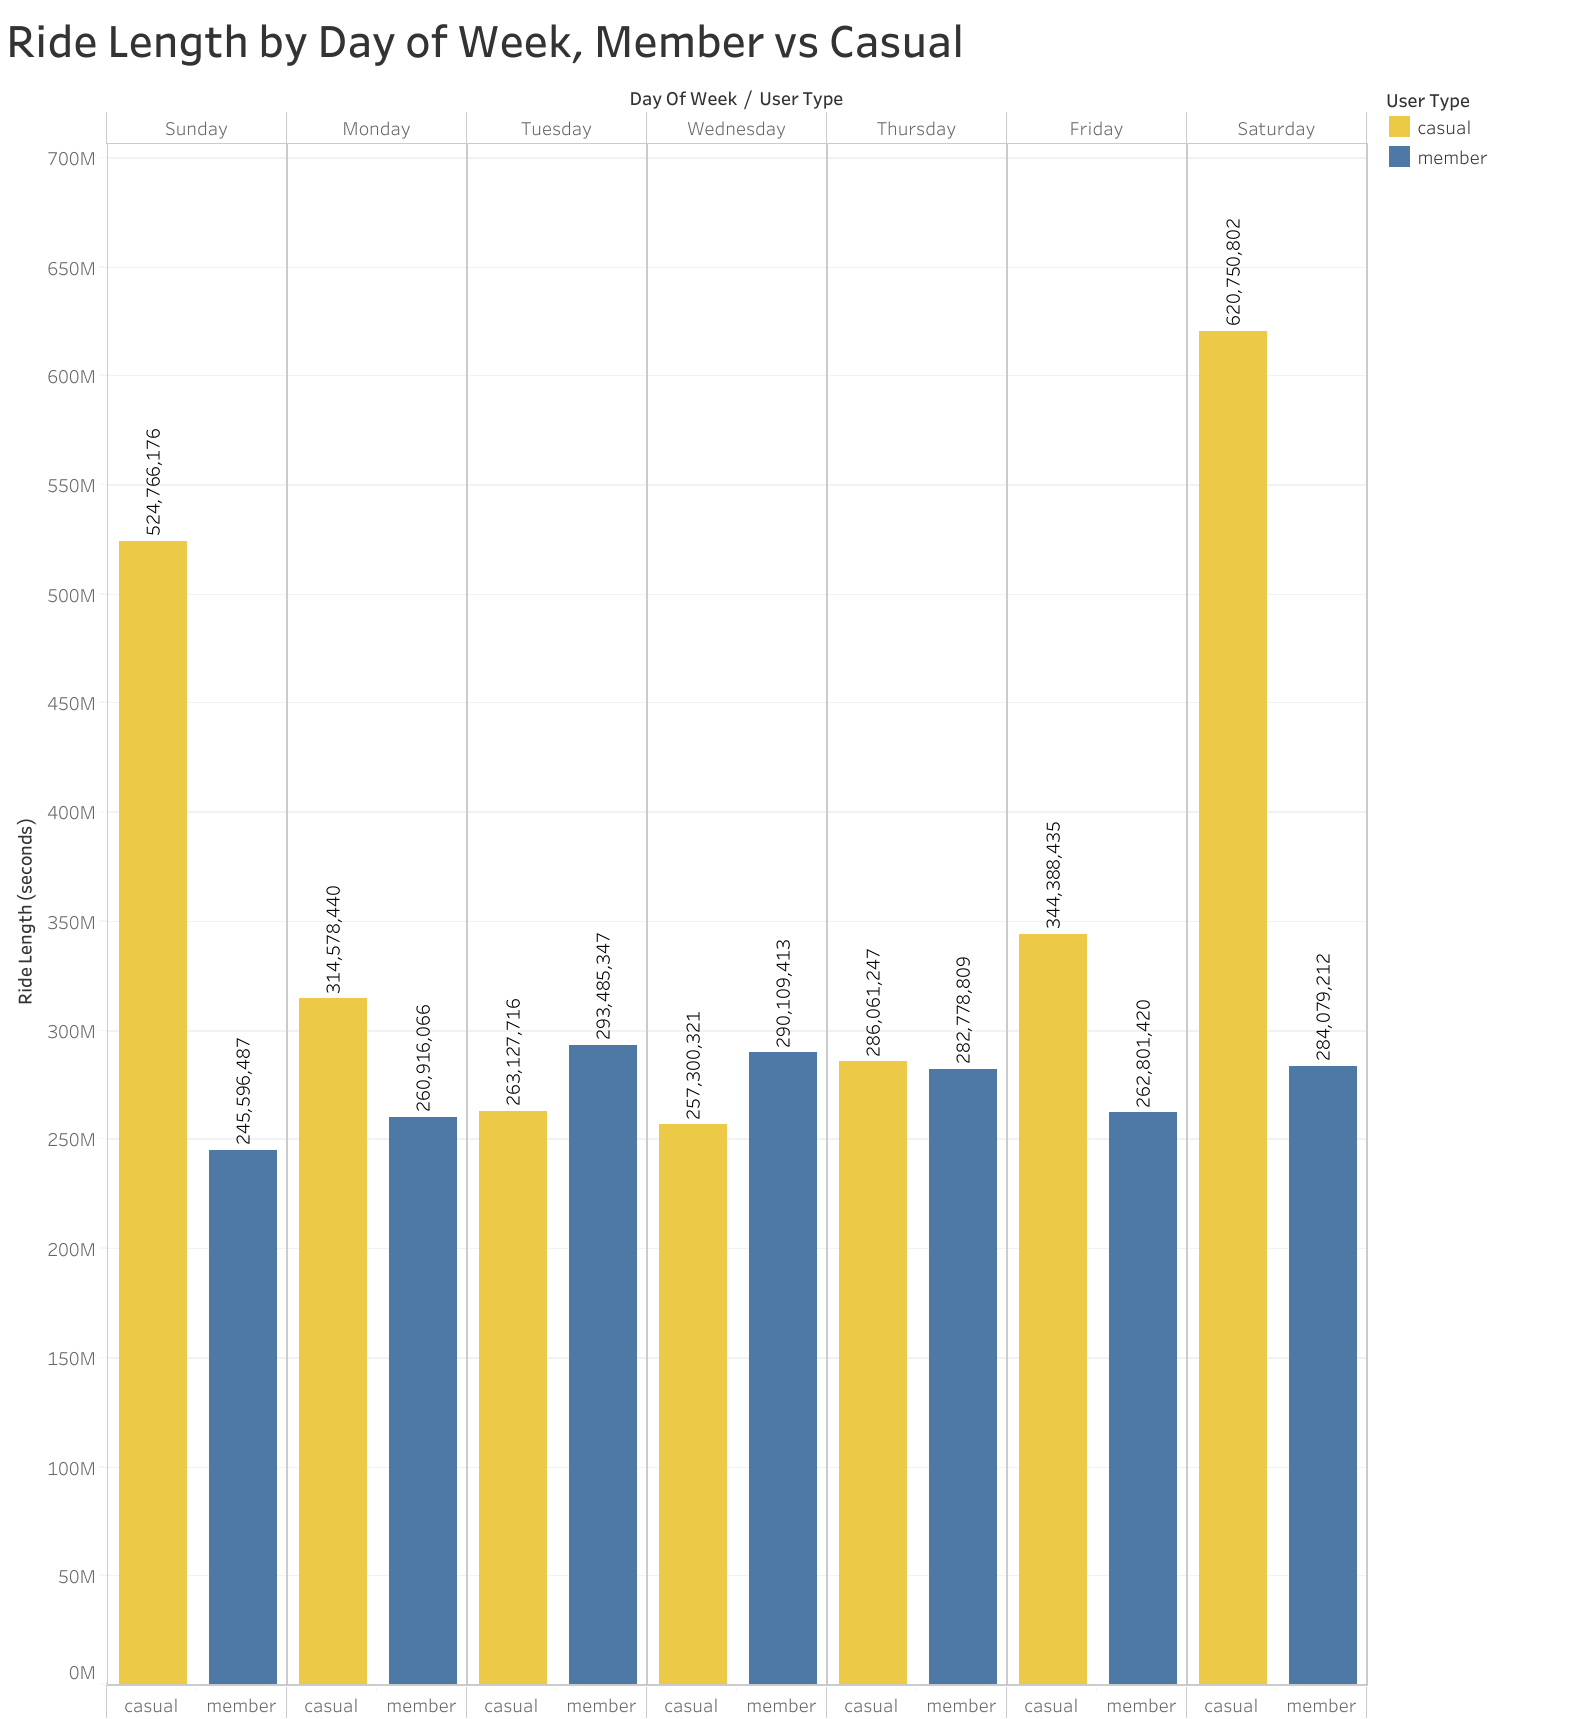 Ride Length by Day of Week, Member vs Casual
Day Of Week / User Type
User Type
casual
member
Sunday Monday Tuesday Wednesday Thursday Friday Saturday
Ride Length (seconds)
700M
650M
600M
550M
500M
450M
400M
350M
300M
250M
200M
150M
100M
50M
0M
524,766,176
245,596,487
314,578,440
260,916,066
263,127,716
293,485,347
257,300,321
290,109,413
286,061,247
282,778,809
344,388,435
262,801,420
620,750,802
284,079,212
casual member casual member casual member casual member casual member casual member casual member